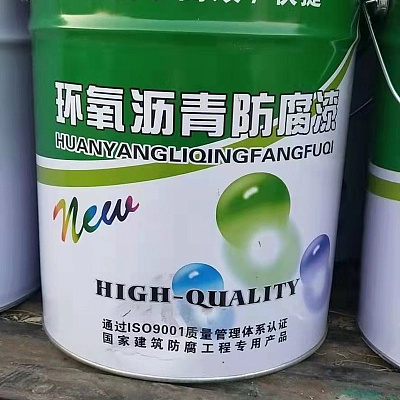 环氧沥青防腐漆
HUANYANGLIQINGFANGFUQI
new
HIGH-QUALITY
通过ISO9001质量管理体系认证
国家建筑防腐工程专用产品